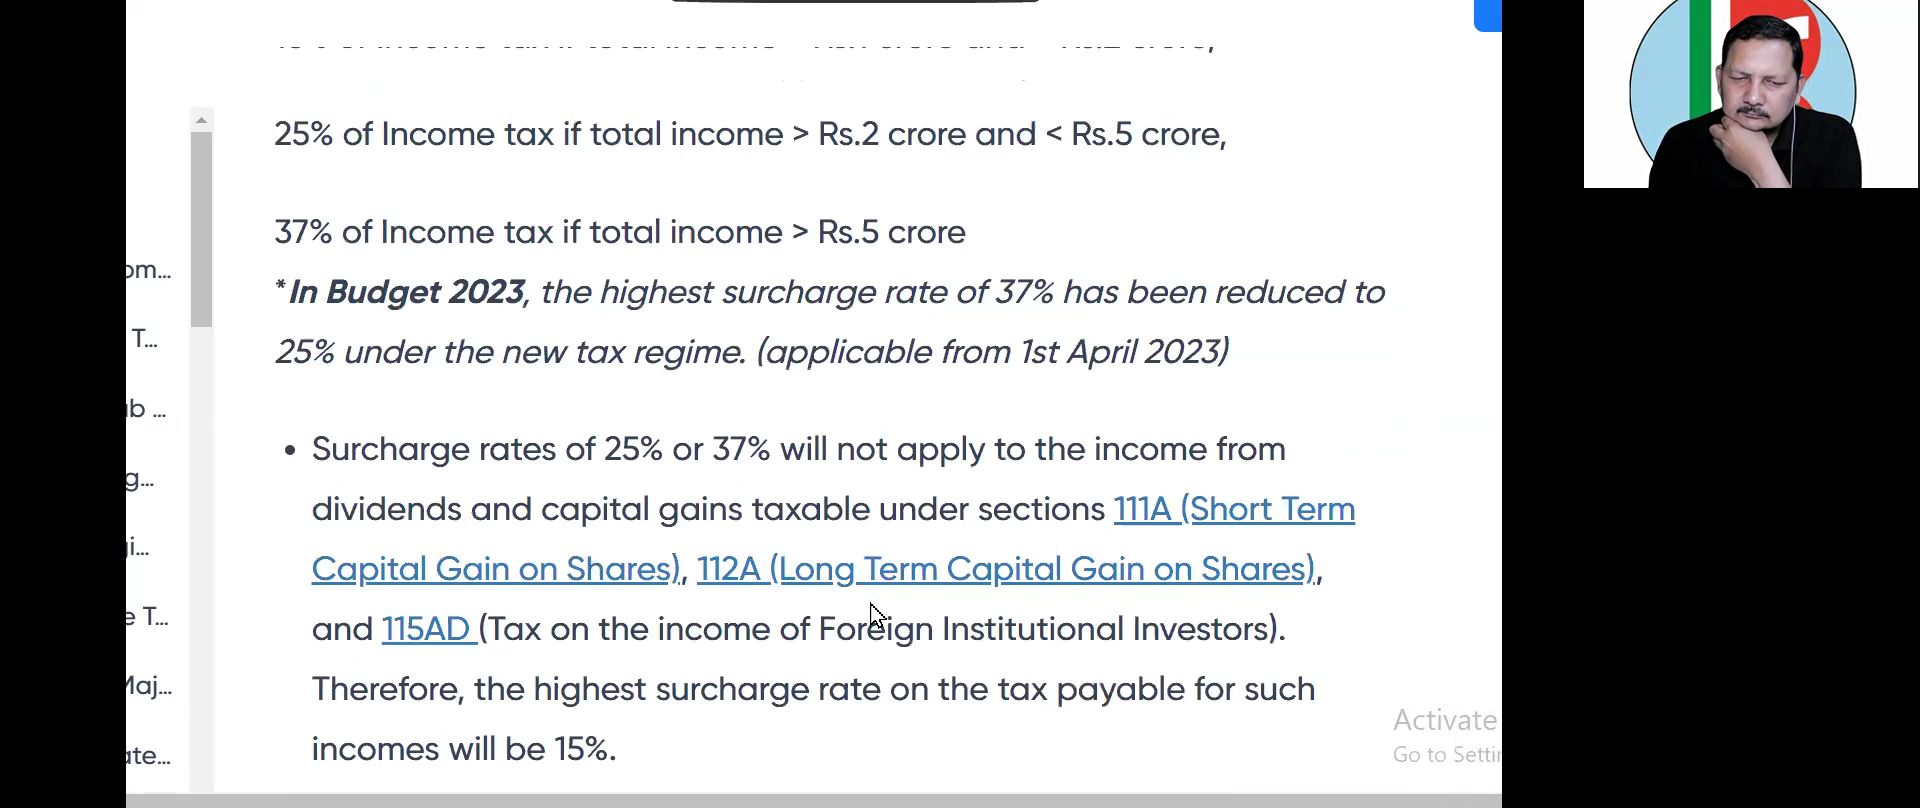 25% of Income tax if total income > Rs.2 crore and < Rs.5 crore,
37% of Income tax if total income > Rs.5 crore
*In Budget 2023, the highest surcharge rate of 37% has been reduced to
25% under the new tax regime. (applicable from 1st April 2023)
• Surcharge rates of 25% or 37% will not apply to the income from
dividends and capital gains taxable under sections 111A (Short Term
Capital Gain on Shares), 112A (Long Term Capital Gain on Shares),
and 115AD (Tax on the income of Foreign Institutional Investors).
Therefore, the highest surcharge rate on the tax payable for such
incomes will be 15%.
om...
T...
b ...
g...
i...
e T...
Maj...
ate...
Activate
Go to Setti